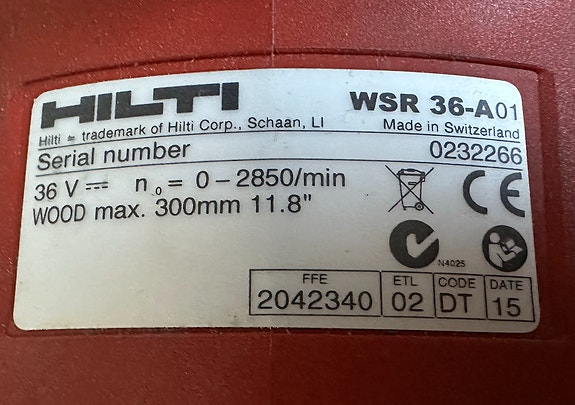 HILTI WSR 36-A01
Hilti = trademark of Hilti Corp., Schaan, LI Made in Switzerland
Serial number 0232266
36 V n₀ = 0 – 2850/min
WOOD max. 300mm 11.8"
CE
N4025
FFE ETL CODE DATE
2042340 02 DT 15